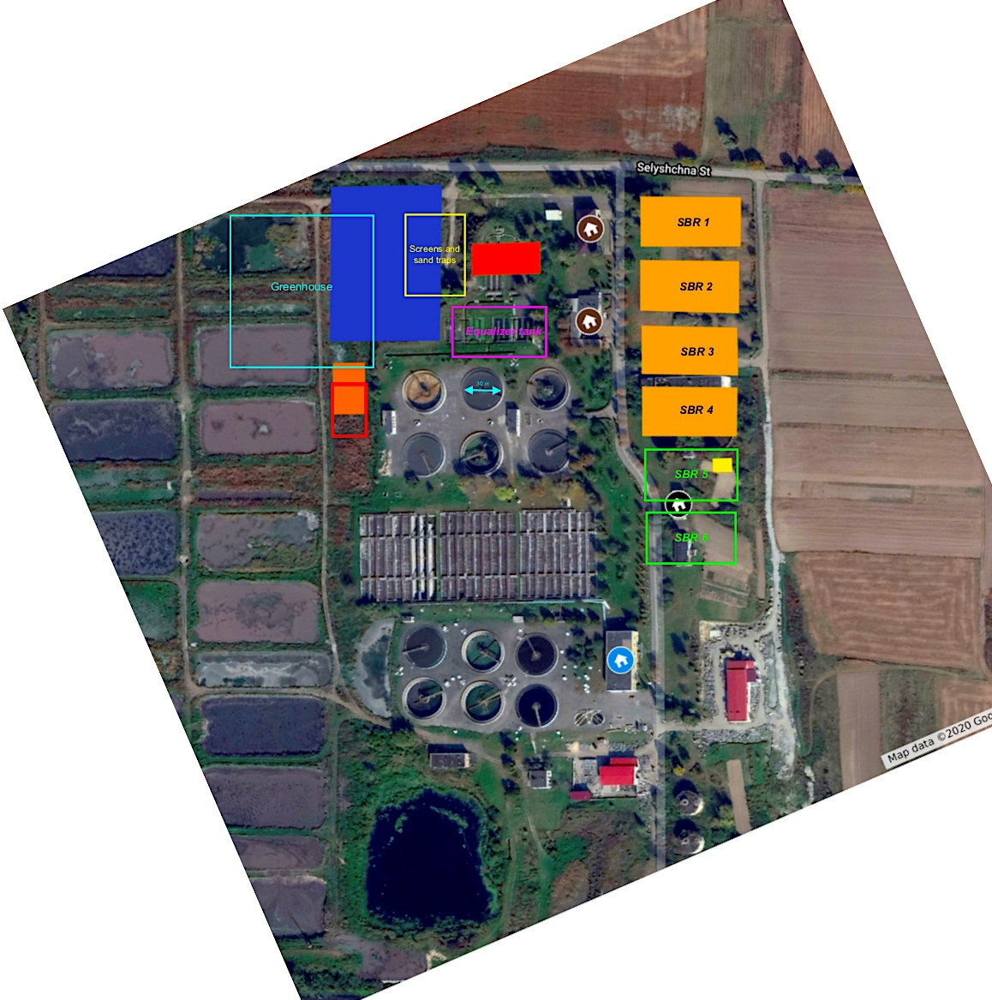 Selyshchna St
SBR 1
Screens and
sand traps
Greenhouse
SBR 2
Equalizer tank
SBR 3
30 m
SBR 4
SBR 5
SBR 6
Map data ©2020 Goo